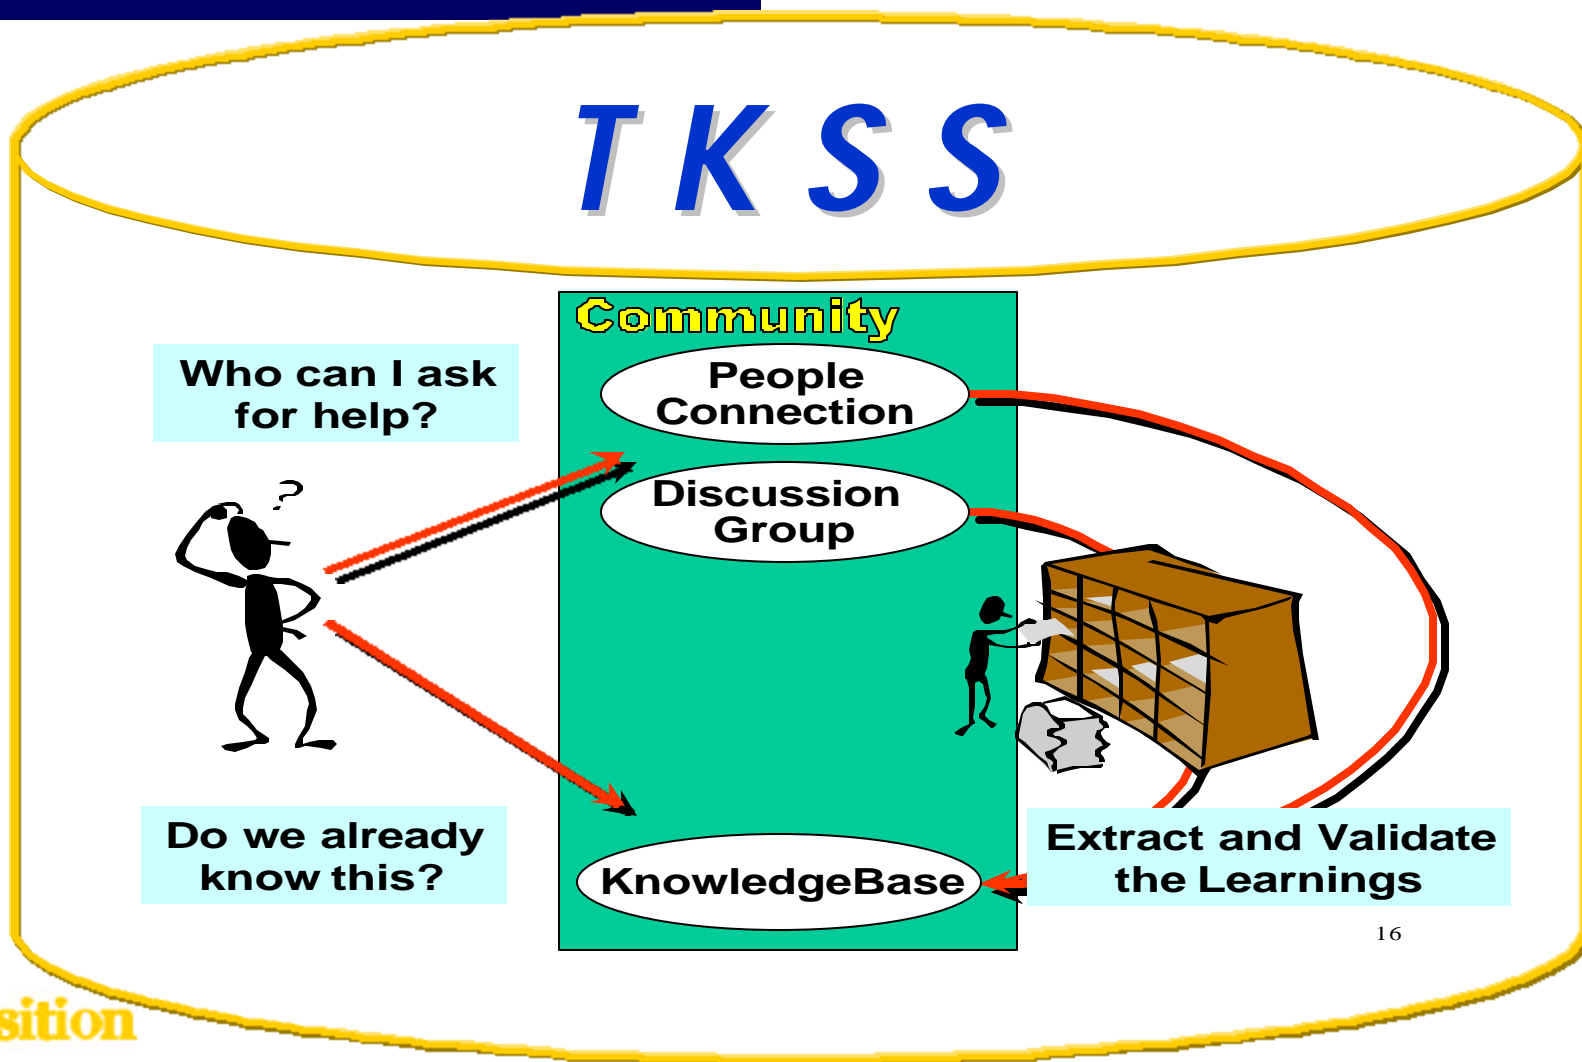 T K S S
Community
Who can I ask
for help?
People
Connection
Discussion
Group
?
Do we already
know this?
KnowledgeBase
Extract and Validate
the Learnings
16
sition